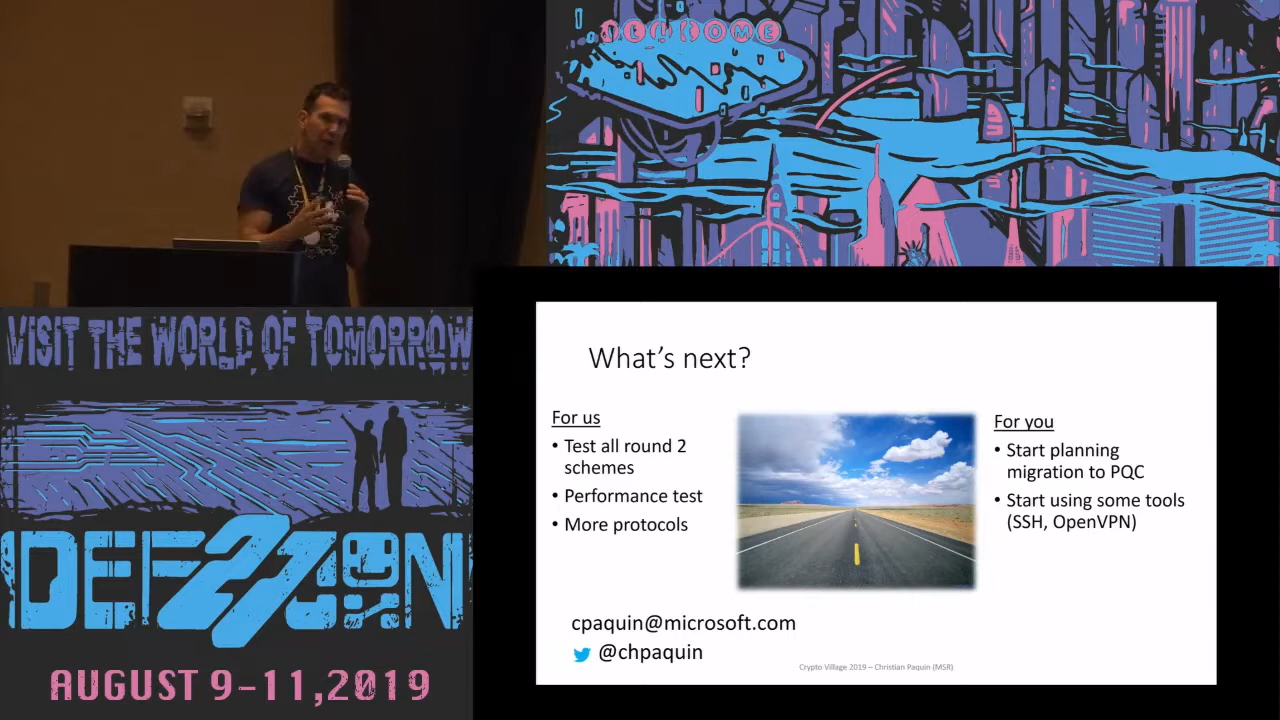 WELCOME
VISIT THE WORLD OF TOMORROW
DEF 27 CON
AUGUST 9-11,2019
What's next?
For us
• Test all round 2
schemes
• Performance test
• More protocols
For you
• Start planning
migration to PQC
• Start using some tools
(SSH, OpenVPN)
cpaquin@microsoft.com
@chpaquin
Crypto Village 2019 – Christian Paquin (MSR)